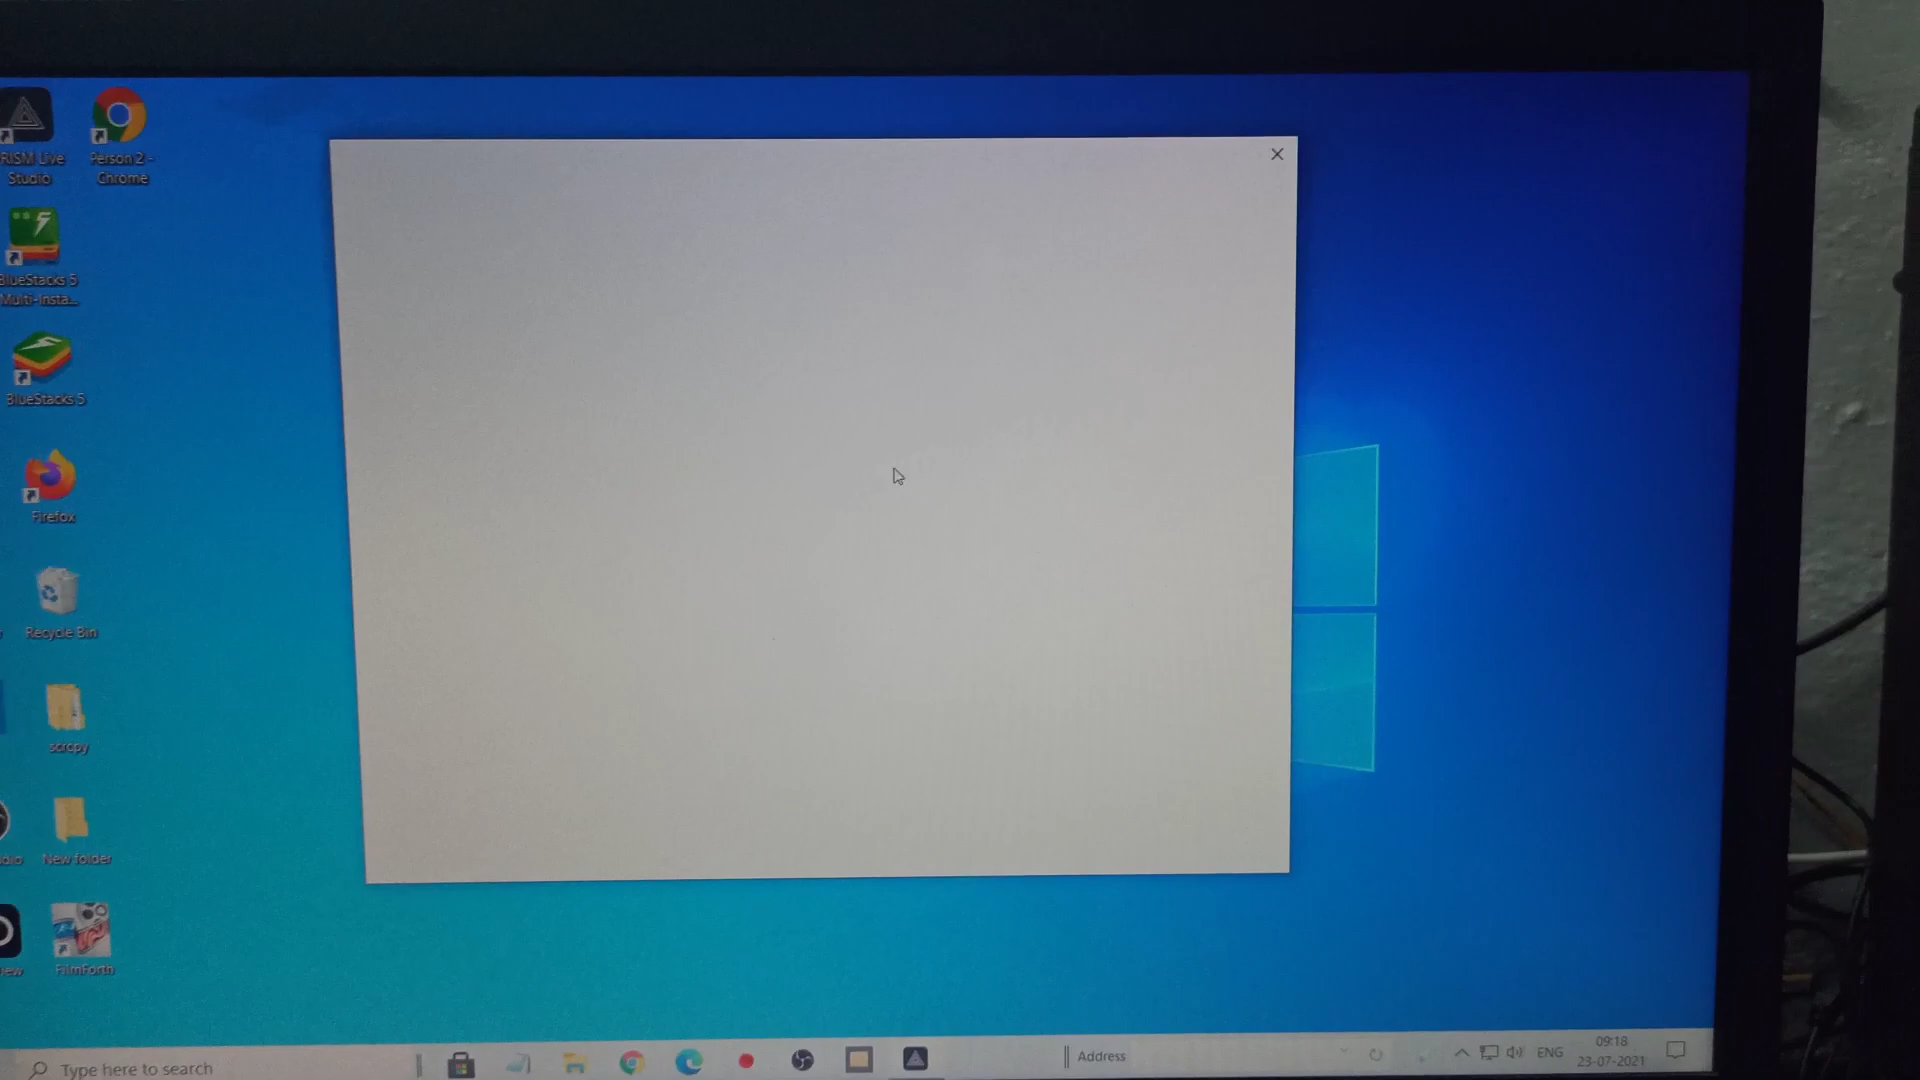 RISM Live
Studio
Person 2 -
Chrome
BlueStacks 5
Multi-Insta...
BlueStacks 5
Firefox
Recycle Bin
scrcpy
New folder
FilmForth
Type here to search
Address
ENG
09:18
23-07-2021